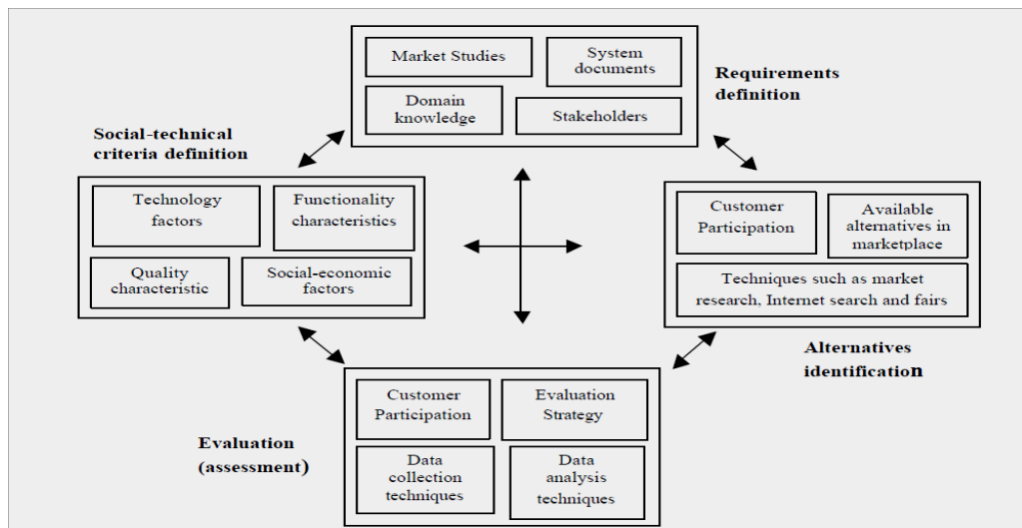 Market Studies
System
documents
Domain
knowledge
Stakeholders
Requirements
definition
Social-technical
criteria definition
Technology
factors
Functionality
characteristics
Quality
characteristic
Social-economic
factors
Customer
Participation
Available
alternatives in
marketplace
Techniques such as market
research, Internet search and fairs
Alternatives
identification
Customer
Participation
Evaluation
Strategy
Data
collection
techniques
Data
analysis
techniques
Evaluation
(assessment)